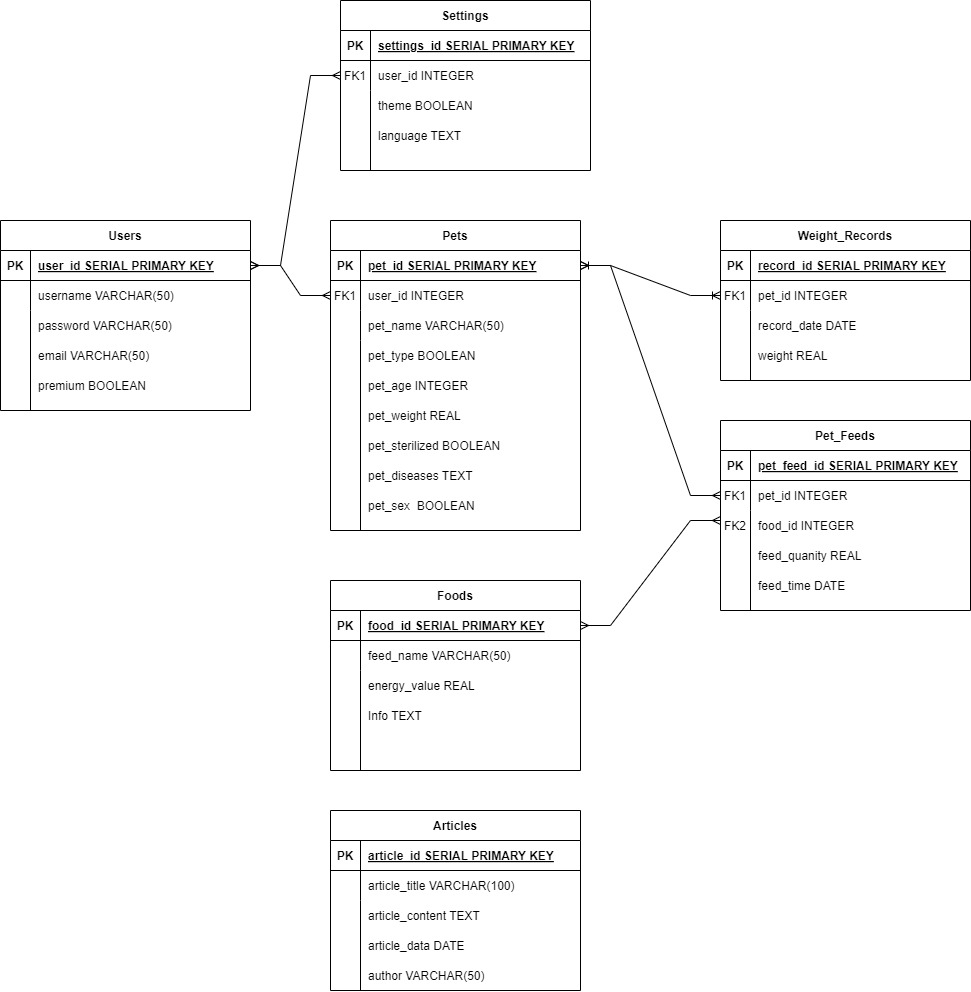 Settings
PK settings_id SERIAL PRIMARY KEY
FK1 user_id INTEGER
theme BOOLEAN
language TEXT
Users
PK user_id SERIAL PRIMARY KEY
username VARCHAR(50)
password VARCHAR(50)
email VARCHAR(50)
premium BOOLEAN
Pets
PK pet_id SERIAL PRIMARY KEY
FK1 user_id INTEGER
pet_name VARCHAR(50)
pet_type BOOLEAN
pet_age INTEGER
pet_weight REAL
pet_sterilized BOOLEAN
pet_diseases TEXT
pet_sex BOOLEAN
Weight_Records
PK record_id SERIAL PRIMARY KEY
FK1 pet_id INTEGER
record_date DATE
weight REAL
Pet_Feeds
PK pet_feed_id SERIAL PRIMARY KEY
FK1 pet_id INTEGER
FK2 food_id INTEGER
feed_quanity REAL
feed_time DATE
Foods
PK food_id SERIAL PRIMARY KEY
feed_name VARCHAR(50)
energy_value REAL
Info TEXT
Articles
PK article_id SERIAL PRIMARY KEY
article_title VARCHAR(100)
article_content TEXT
article_data DATE
author VARCHAR(50)